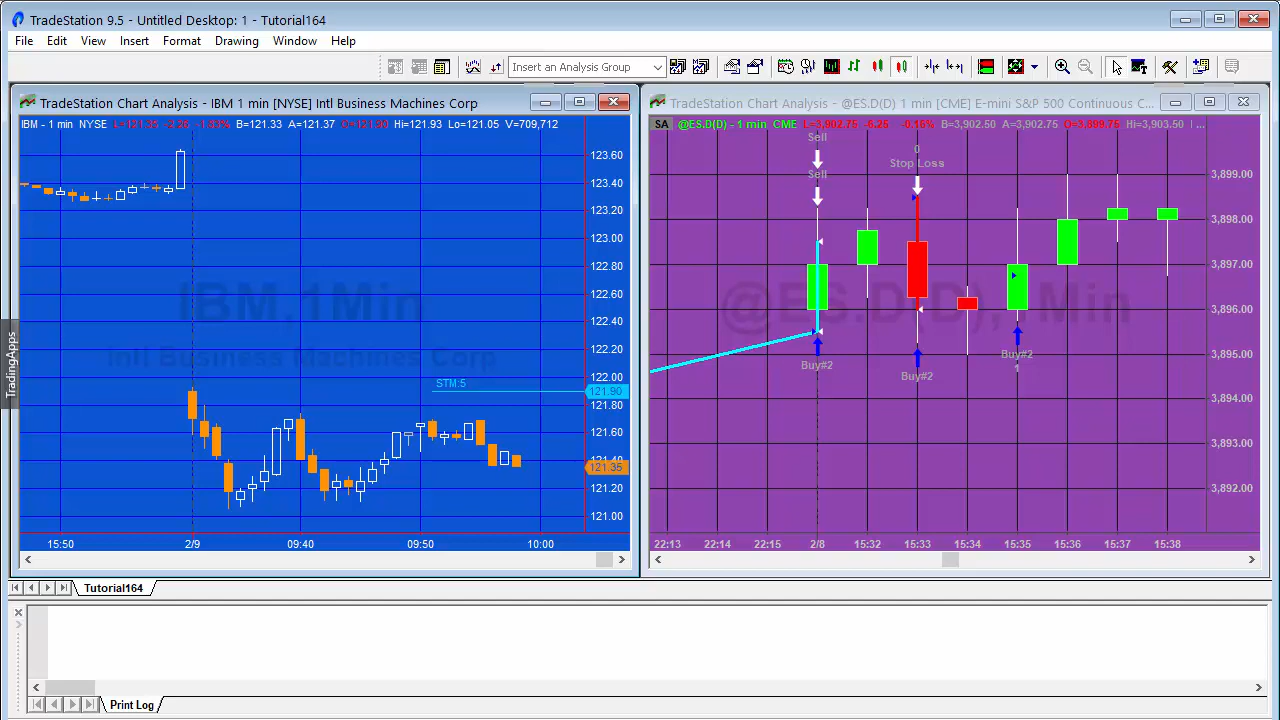 TradeStation 9.5 - Untitled Desktop: 1 - Tutorial164
File Edit View Insert Format Drawing Window Help
Insert an Analysis Group
TradeStation Chart Analysis - IBM 1 min [NYSE] Intl Business Machines Corp
IBM - 1 min NYSE L=121.35 -2.26 -1.83% B=121.33 A=121.37 O=121.90 Hi=121.93 Lo=121.05 V=709,712
123.60
123.40
123.20
123.00
122.80
122.60
122.40
122.20
122.00
121.80
121.60
121.40
121.20
121.00
IBM,1Min
Intl Business Machines Corp
STM:5
121.90
121.35
15:50 2/9 09:40 09:50 10:00
TradeStation Chart Analysis - @ES.D(D) 1 min [CME] E-mini S&P 500 Continuous C...
SA @ES.D(D) - 1 min CME L=3,902.75 -6.25 -0.16% B=3,902.50 A=3,902.75 O=3,899.75 Hi=3,903.50 ...
Sell
Sell
0
Stop Loss
@ES.D(D),1Min
Buy#2
Buy#2
Buy#2
1
3,899.00
3,898.00
3,897.00
3,896.00
3,895.00
3,894.00
3,893.00
3,892.00
22:13 22:14 22:15 2/8 15:32 15:33 15:34 15:35 15:36 15:37 15:38
TradingApps
Tutorial164
Print Log